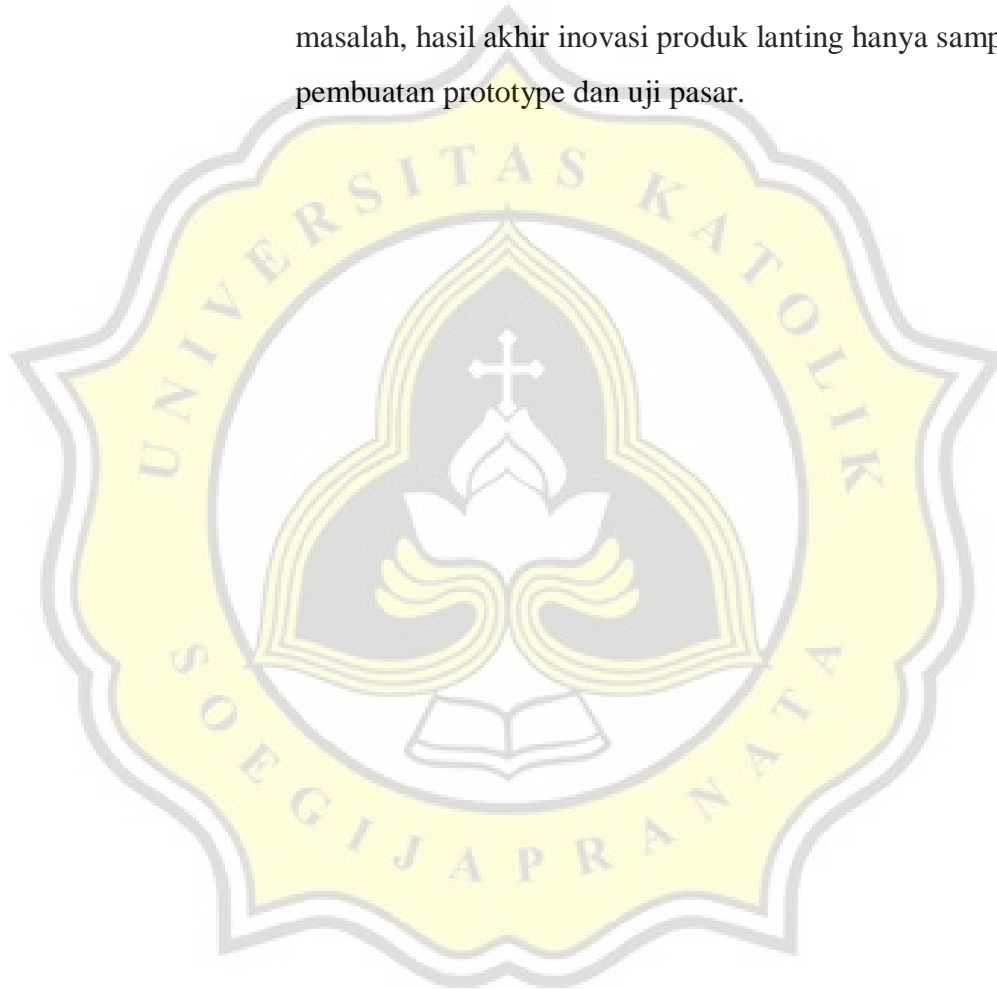 masalah, hasil akhir inovasi produk lanting hanya samp
pembuatan prototype dan uji pasar.
UNIVERSITAS KATOLIK
SOEGIJAPRANATA